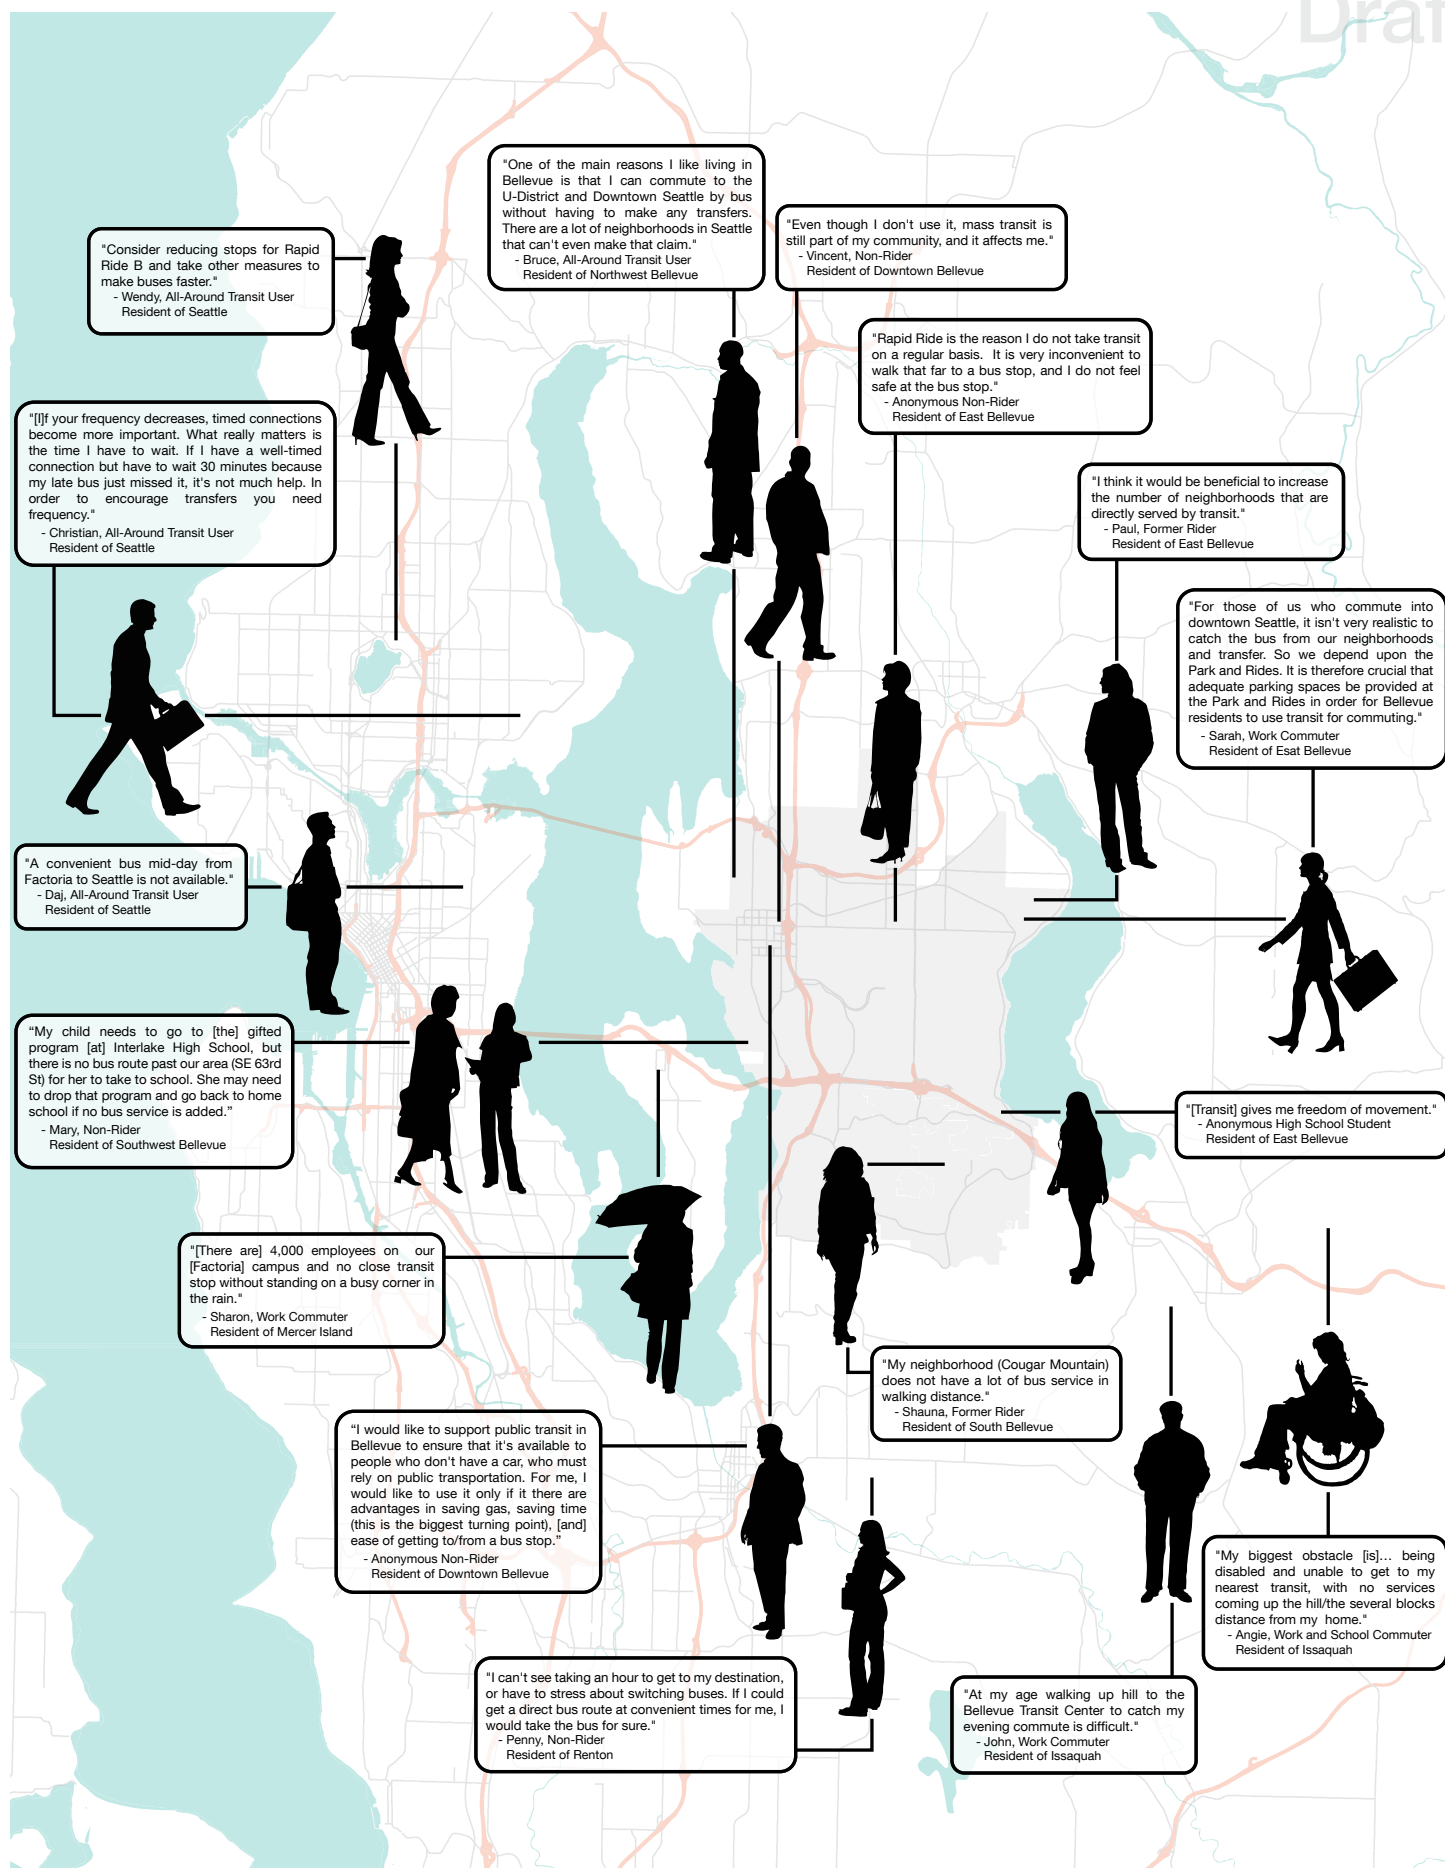 Draf
"One of the main reasons I like living in
Bellevue is that I can commute to the
U-District and Downtown Seattle by bus
without having to make any transfers.
There are a lot of neighborhoods in Seattle
that can't even make that claim."
- Bruce, All-Around Transit User
Resident of Northwest Bellevue
"Even though I don't use it, mass transit is
still part of my community, and it affects me."
- Vincent, Non-Rider
Resident of Downtown Bellevue
"Consider reducing stops for Rapid
Ride B and take other measures to
make buses faster."
- Wendy, All-Around Transit User
Resident of Seattle
"Rapid Ride is the reason I do not take transit
on a regular basis. It is very inconvenient to
walk that far to a bus stop, and I do not feel
safe at the bus stop."
- Anonymous Non-Rider
Resident of East Bellevue
"[I]f your frequency decreases, timed connections
become more important. What really matters is
the time I have to wait. If I have a well-timed
connection but have to wait 30 minutes because
my late bus just missed it, it's not much help. In
order to encourage transfers you need
frequency."
- Christian, All-Around Transit User
Resident of Seattle
"I think it would be beneficial to increase
the number of neighborhoods that are
directly served by transit."
- Paul, Former Rider
Resident of East Bellevue
"For those of us who commute into
downtown Seattle, it isn't very realistic to
catch the bus from our neighborhoods
and transfer. So we depend upon the
Park and Rides. It is therefore crucial that
adequate parking spaces be provided at
the Park and Rides in order for Bellevue
residents to use transit for commuting."
- Sarah, Work Commuter
Resident of Esat Bellevue
"A convenient bus mid-day from
Factoria to Seattle is not available."
- Daj, All-Around Transit User
Resident of Seattle
“My child needs to go to [the] gifted
program [at] Interlake High School, but
there is no bus route past our area (SE 63rd
St) for her to take to school. She may need
to drop that program and go back to home
school if no bus service is added.”
- Mary, Non-Rider
Resident of Southwest Bellevue
"[Transit] gives me freedom of movement."
- Anonymous High School Student
Resident of East Bellevue
"[There are] 4,000 employees on our
[Factoria] campus and no close transit
stop without standing on a busy corner in
the rain."
- Sharon, Work Commuter
Resident of Mercer Island
"My neighborhood (Cougar Mountain)
does not have a lot of bus service in
walking distance."
- Shauna, Former Rider
Resident of South Bellevue
“I would like to support public transit in
Bellevue to ensure that it's available to
people who don't have a car, who must
rely on public transportation. For me, I
would like to use it only if it there are
advantages in saving gas, saving time
(this is the biggest turning point), [and]
ease of getting to/from a bus stop.”
- Anonymous Non-Rider
Resident of Downtown Bellevue
"My biggest obstacle [is]... being
disabled and unable to get to my
nearest transit, with no services
coming up the hill/the several blocks
distance from my home."
- Angie, Work and School Commuter
Resident of Issaquah
"I can't see taking an hour to get to my destination,
or have to stress about switching buses. If I could
get a direct bus route at convenient times for me, I
would take the bus for sure."
- Penny, Non-Rider
Resident of Renton
"At my age walking up hill to the
Bellevue Transit Center to catch my
evening commute is difficult."
- John, Work Commuter
Resident of Issaquah